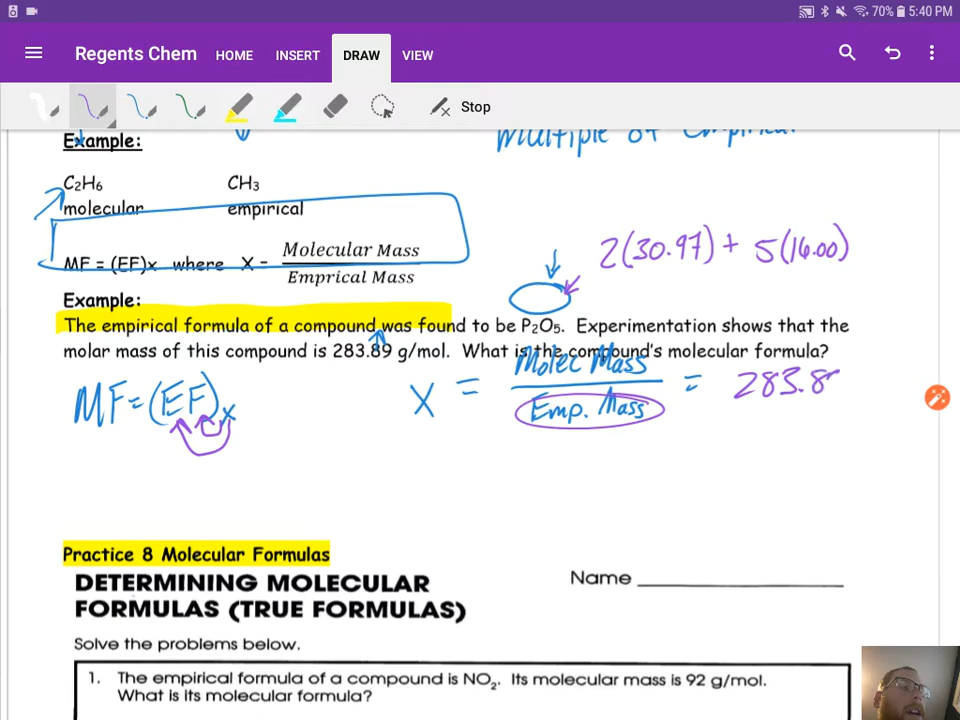 70% 5:40 PM
Regents Chem HOME INSERT DRAW VIEW
Stop
Multiple of Empirical
Example:
C2H6 CH3
molecular empirical
2(30.97) + 5(16.00)
MF = (EF)x where X = Molecular Mass
Emprical Mass
Example:
The empirical formula of a compound was found to be P2O5. Experimentation shows that the
molar mass of this compound is 283.89 g/mol. What is the compound's molecular formula?
MF = (EF)x X = Molec Mass = 283.8
Emp. Mass
Practice 8 Molecular Formulas
DETERMINING MOLECULAR
FORMULAS (TRUE FORMULAS)
Name
Solve the problems below.
1. The empirical formula of a compound is NO2. Its molecular mass is 92 g/mol.
What is its molecular formula?